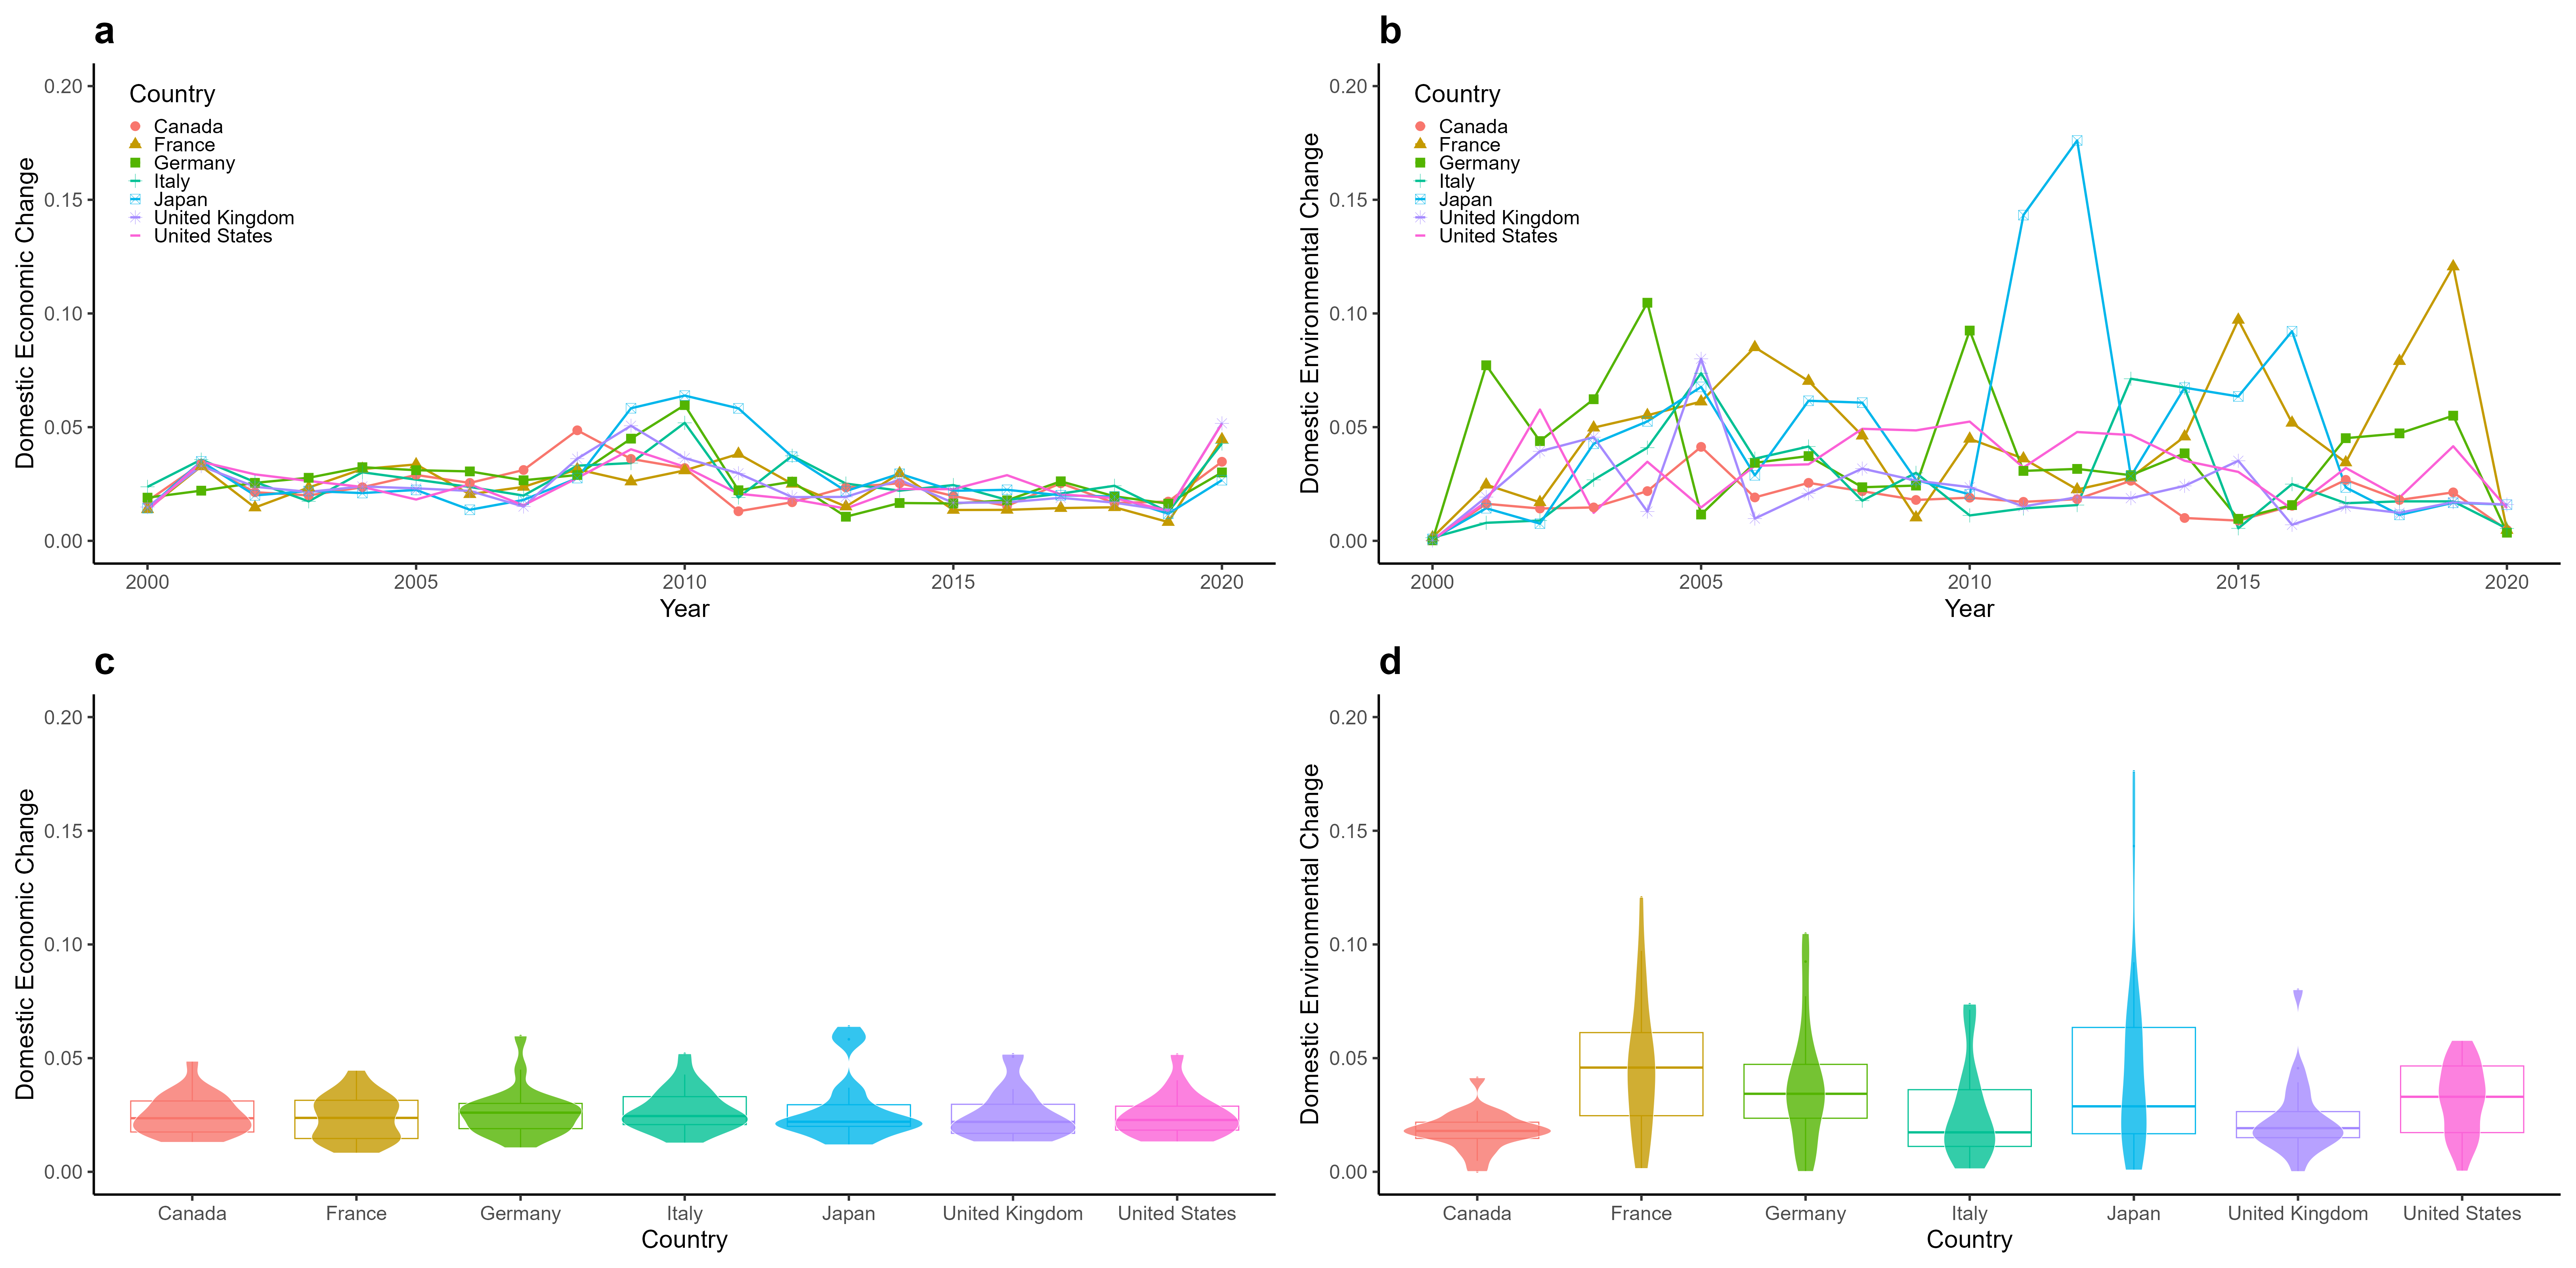 a
0.20
0.15
0.10
0.05
0.00
Domestic Economic Change
Country
Canada
France
Germany
Italy
Japan
United Kingdom
United States
2000 2005 2010 2015 2020
Year
b
0.20
0.15
0.10
0.05
0.00
Domestic Environmental Change
Country
Canada
France
Germany
Italy
Japan
United Kingdom
United States
2000 2005 2010 2015 2020
Year
c
0.20
0.15
0.10
0.05
0.00
Domestic Economic Change
Canada France Germany Italy Japan United Kingdom United States
Country
d
0.20
0.15
0.10
0.05
0.00
Domestic Environmental Change
Canada France Germany Italy Japan United Kingdom United States
Country